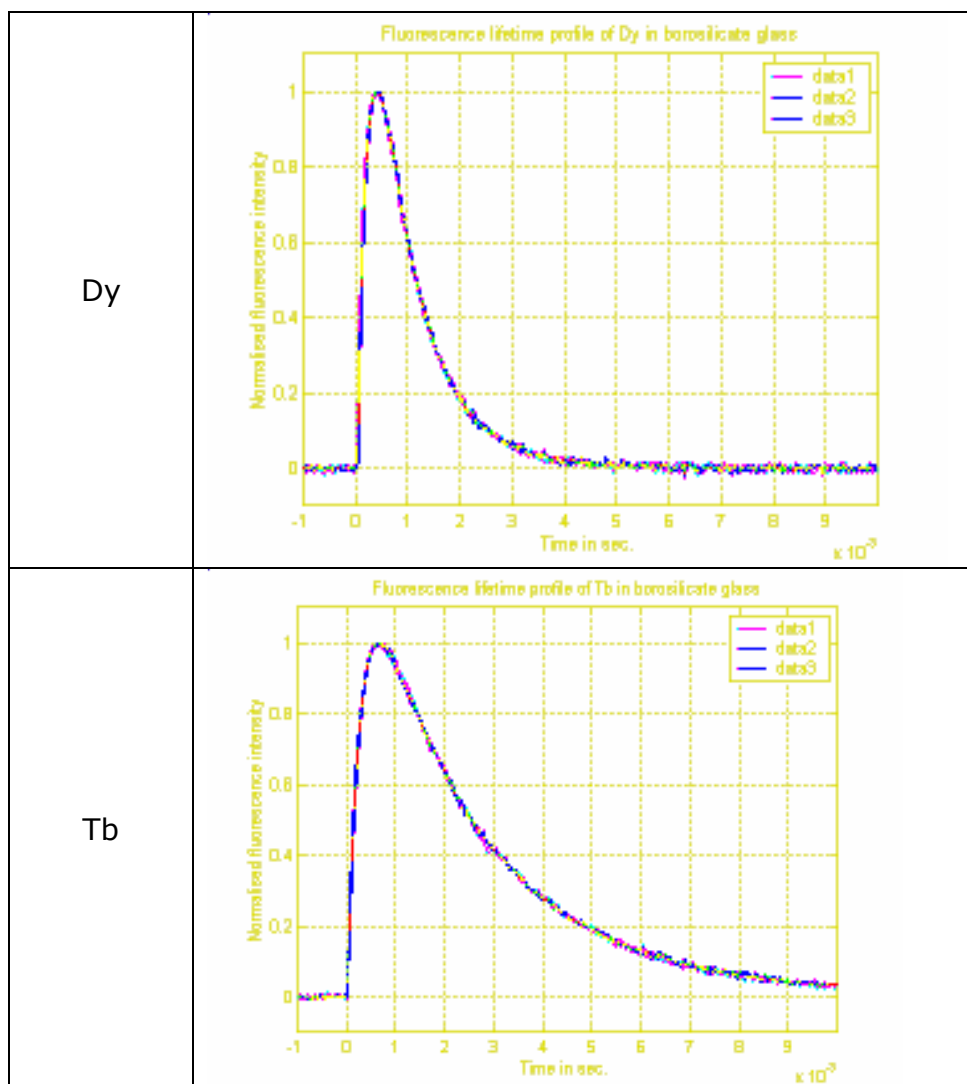 Dy
Fluorescence lifetime profile of Dy in borosilicate glass
data1
data2
data3
Normalised fluorescence intensity
1
0.8
0.6
0.4
0.2
0
-1 0 1 2 3 4 5 6 7 8 9
Time in sec.
x 10⁻³
Tb
Fluorescence lifetime profile of Tb in borosilicate glass
data1
data2
data3
Normalised fluorescence intensity
1
0.8
0.6
0.4
0.2
0
-1 0 1 2 3 4 5 6 7 8 9
Time in sec.
x 10⁻³